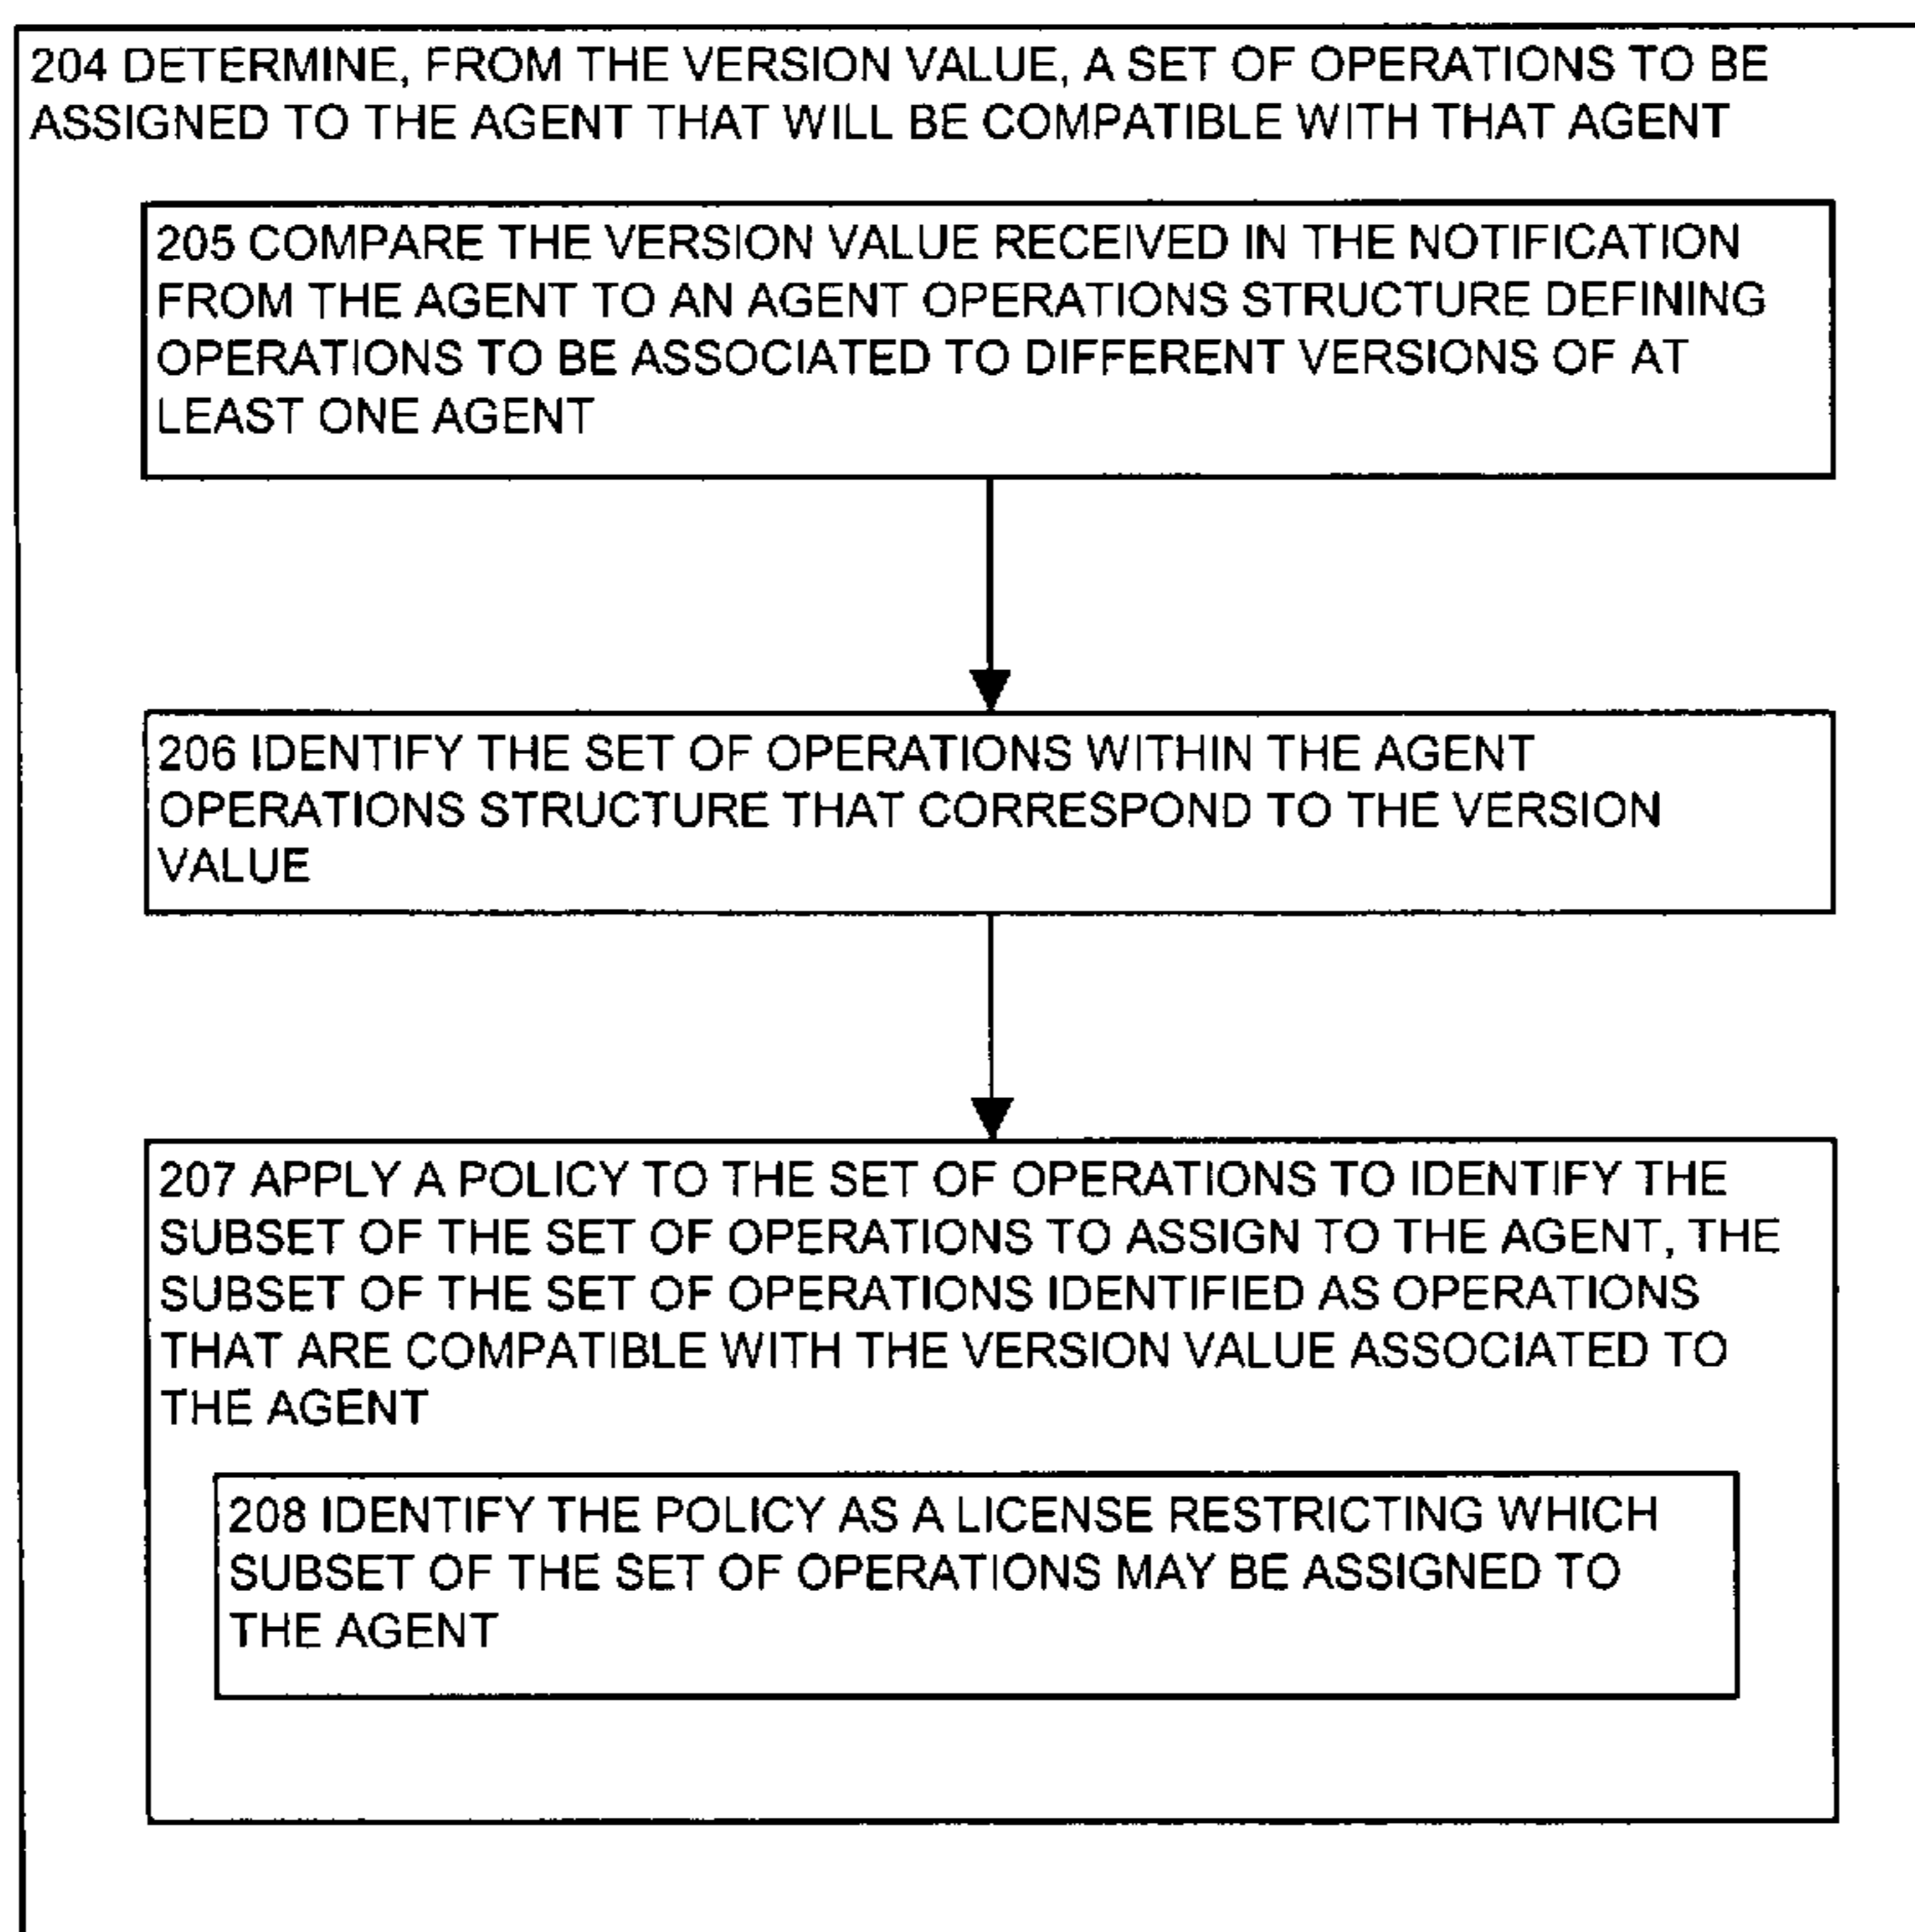 204 DETERMINE, FROM THE VERSION VALUE, A SET OF OPERATIONS TO BE
ASSIGNED TO THE AGENT THAT WILL BE COMPATIBLE WITH THAT AGENT
205 COMPARE THE VERSION VALUE RECEIVED IN THE NOTIFICATION
FROM THE AGENT TO AN AGENT OPERATIONS STRUCTURE DEFINING
OPERATIONS TO BE ASSOCIATED TO DIFFERENT VERSIONS OF AT
LEAST ONE AGENT
206 IDENTIFY THE SET OF OPERATIONS WITHIN THE AGENT
OPERATIONS STRUCTURE THAT CORRESPOND TO THE VERSION
VALUE
207 APPLY A POLICY TO THE SET OF OPERATIONS TO IDENTIFY THE
SUBSET OF THE SET OF OPERATIONS TO ASSIGN TO THE AGENT, THE
SUBSET OF THE SET OF OPERATIONS IDENTIFIED AS OPERATIONS
THAT ARE COMPATIBLE WITH THE VERSION VALUE ASSOCIATED TO
THE AGENT
208 IDENTIFY THE POLICY AS A LICENSE RESTRICTING WHICH
SUBSET OF THE SET OF OPERATIONS MAY BE ASSIGNED TO
THE AGENT